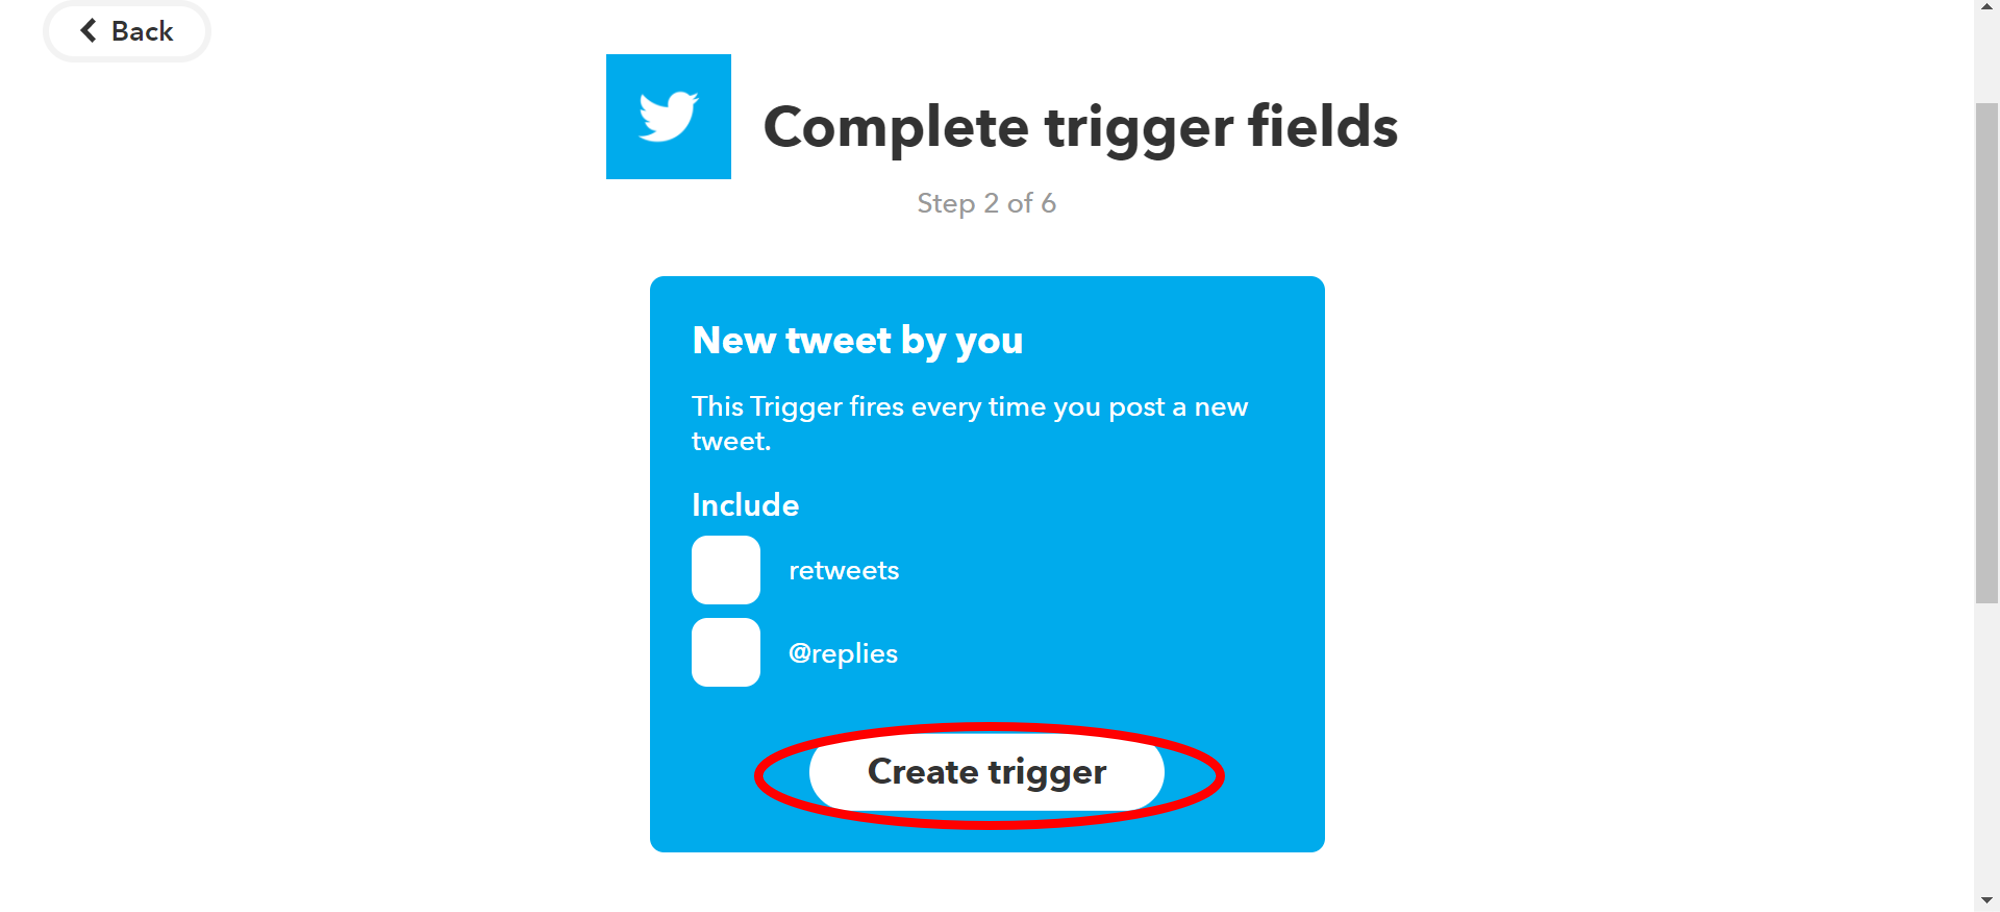 Back
Complete trigger fields
Step 2 of 6
New tweet by you
This Trigger fires every time you post a new
tweet.
Include
retweets
@replies
Create trigger